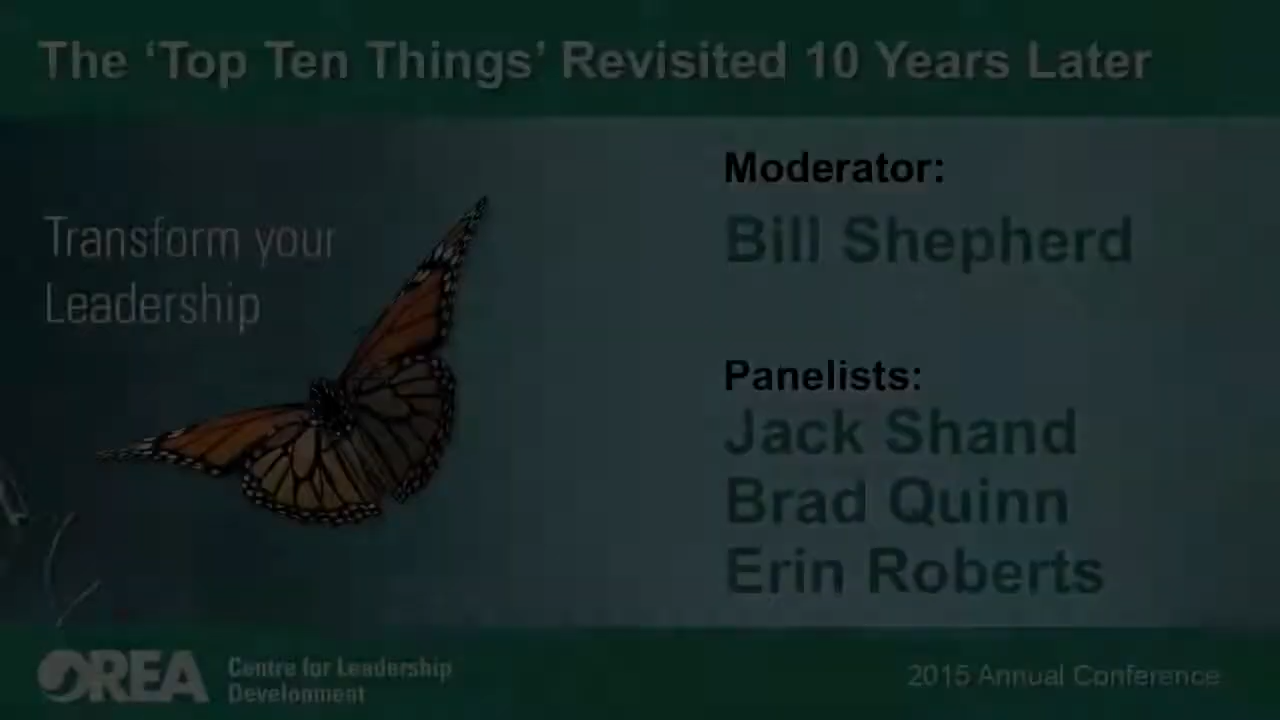 The ‘Top Ten Things’ Revisited 10 Years Later
Transform your
Leadership
Moderator:
Bill Shepherd
Panelists:
Jack Shand
Brad Quinn
Erin Roberts
OREA
Centre for Leadership
Development
2015 Annual Conference